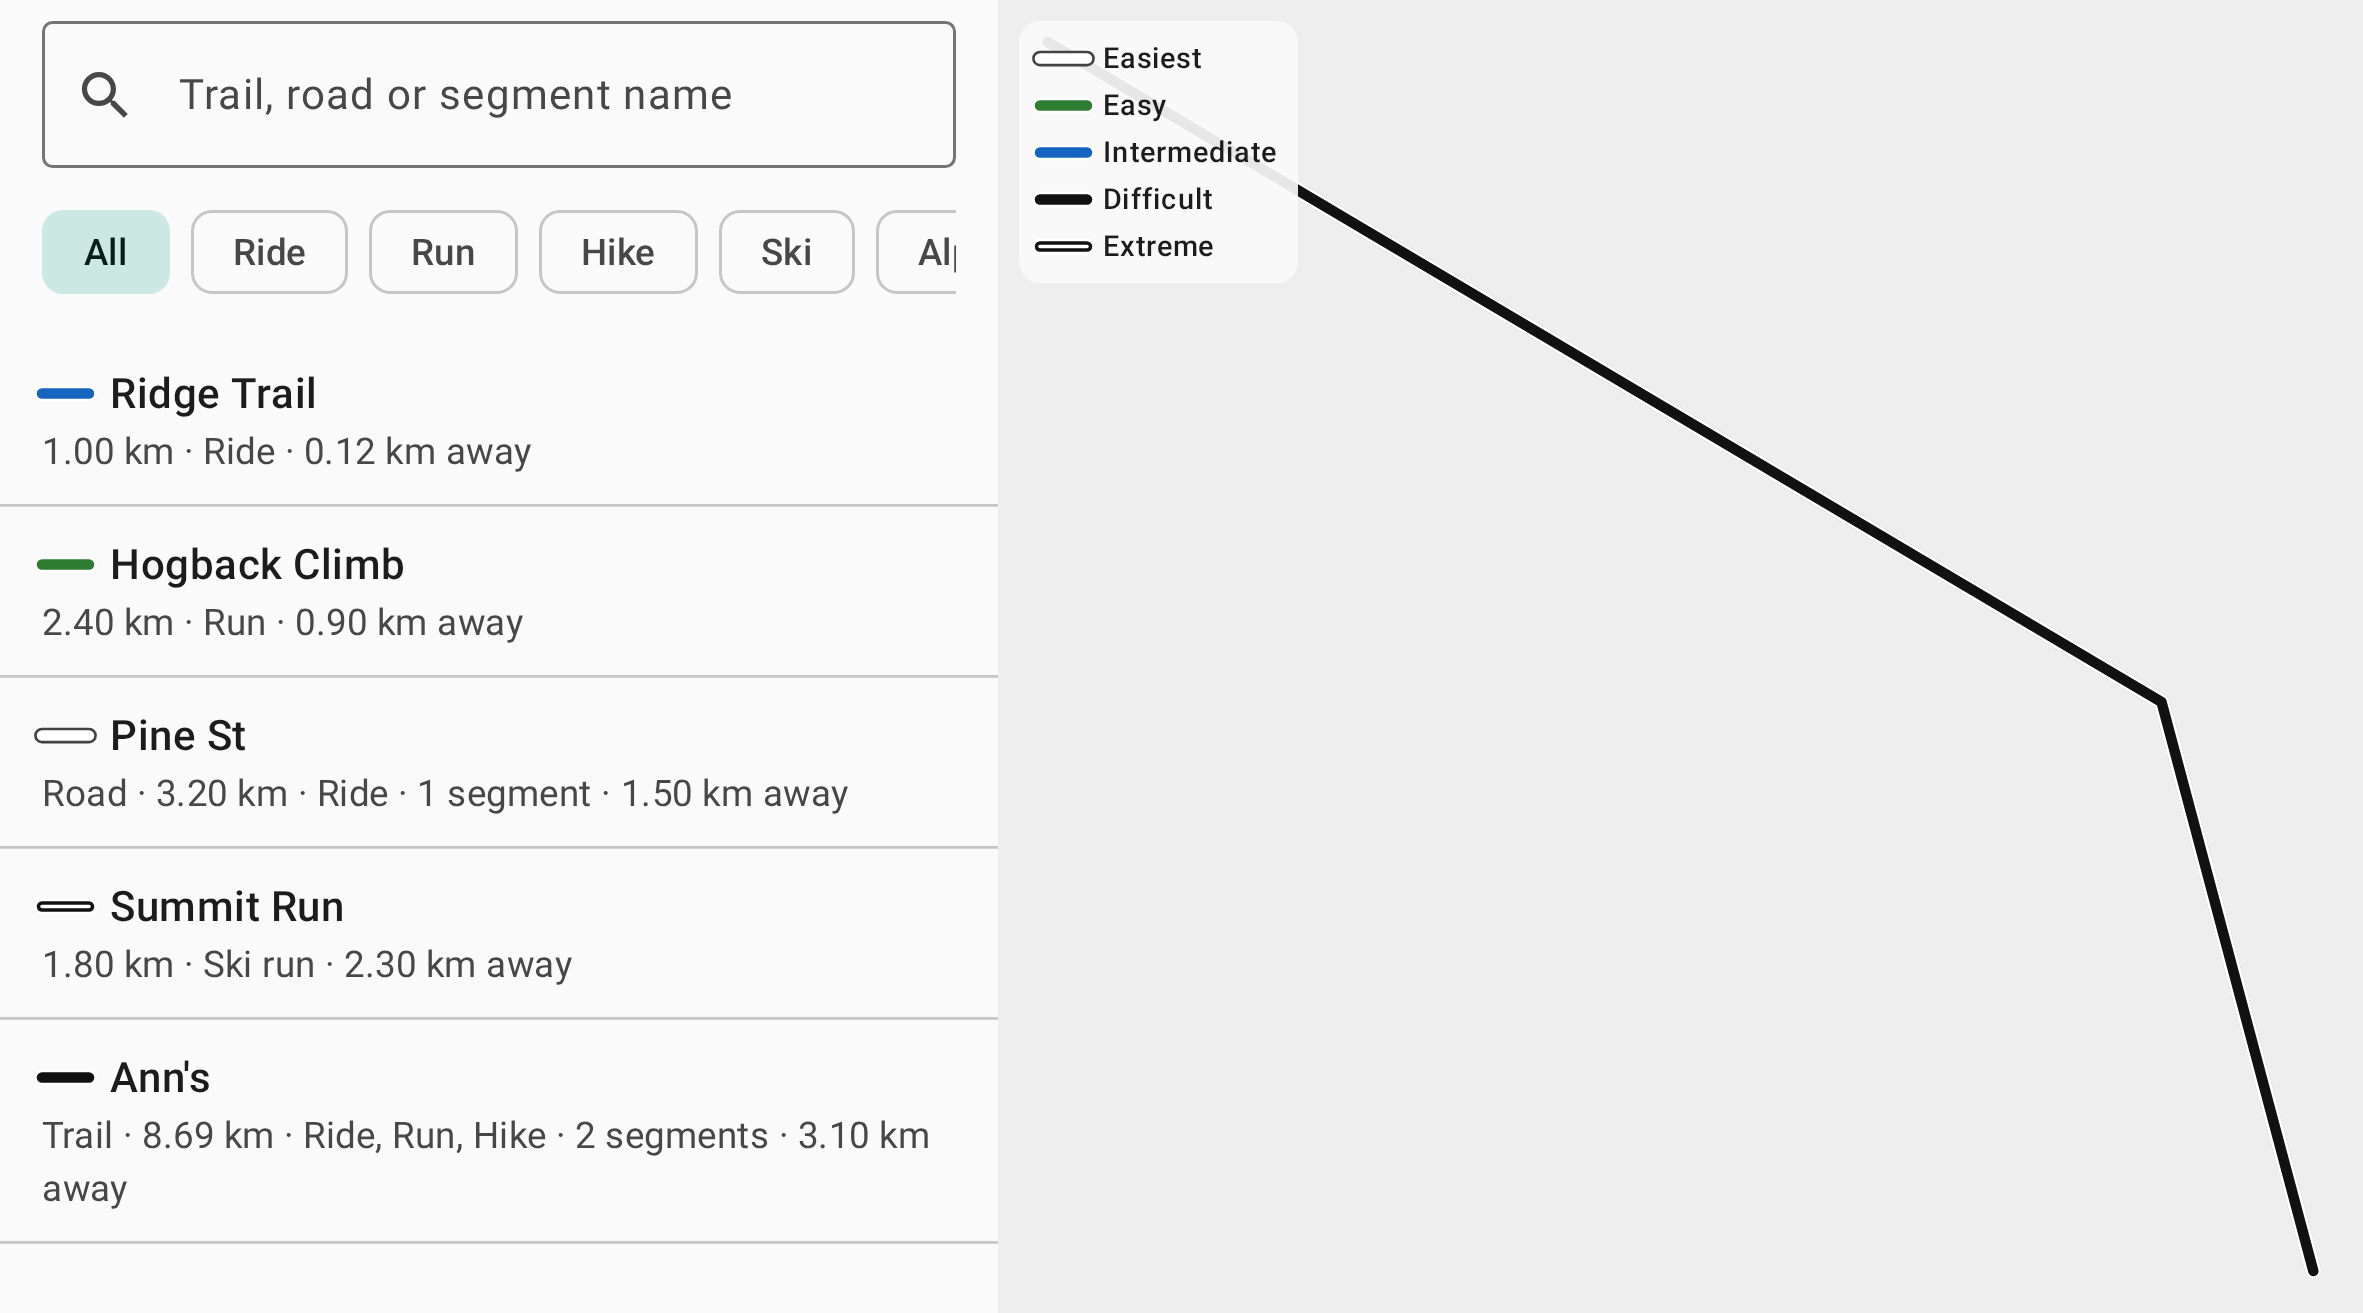 Trail, road or segment name
All Ride Run Hike Ski
Ridge Trail
1.00 km · Ride · 0.12 km away
Hogback Climb
2.40 km · Run · 0.90 km away
Pine St
Road · 3.20 km · Ride · 1 segment · 1.50 km away
Summit Run
1.80 km · Ski run · 2.30 km away
Ann's
Trail · 8.69 km · Ride, Run, Hike · 2 segments · 3.10 km
away
Easiest
Easy
Intermediate
Difficult
Extreme